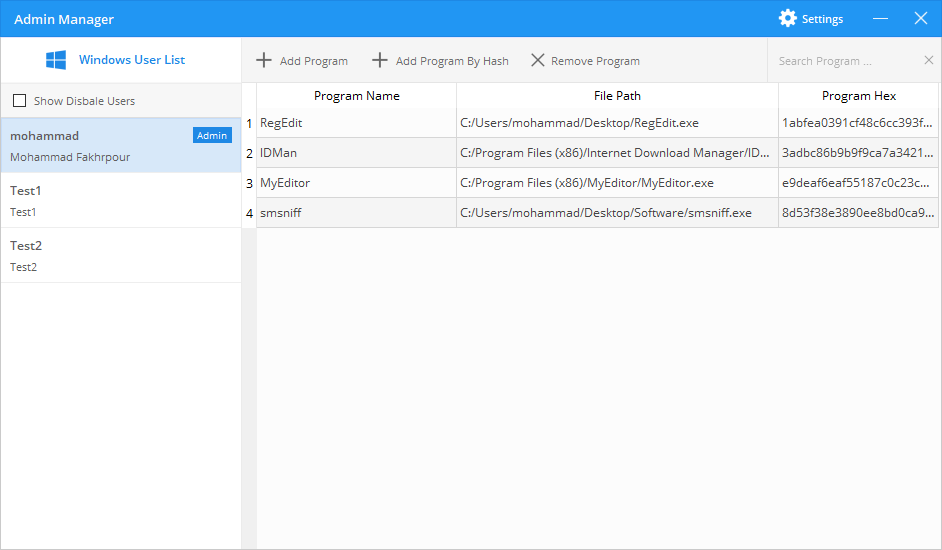 Admin Manager Settings
Windows User List Add Program Add Program By Hash Remove Program Search Program ...
Show Disbale Users
mohammad Admin
Mohammad Fakhrpour
Test1
Test1
Test2
Test2
Program Name File Path Program Hex
1 RegEdit C:/Users/mohammad/Desktop/RegEdit.exe 1abfea0391cf48c6cc393f...
2 IDMan C:/Program Files (x86)/Internet Download Manager/ID... 3adbc86b9b9f9ca7a3421...
3 MyEditor C:/Program Files (x86)/MyEditor/MyEditor.exe e9deaf6eaf55187c0c23c...
4 smsniff C:/Users/mohammad/Desktop/Software/smsniff.exe 8d53f38e3890ee8bd0ca9...